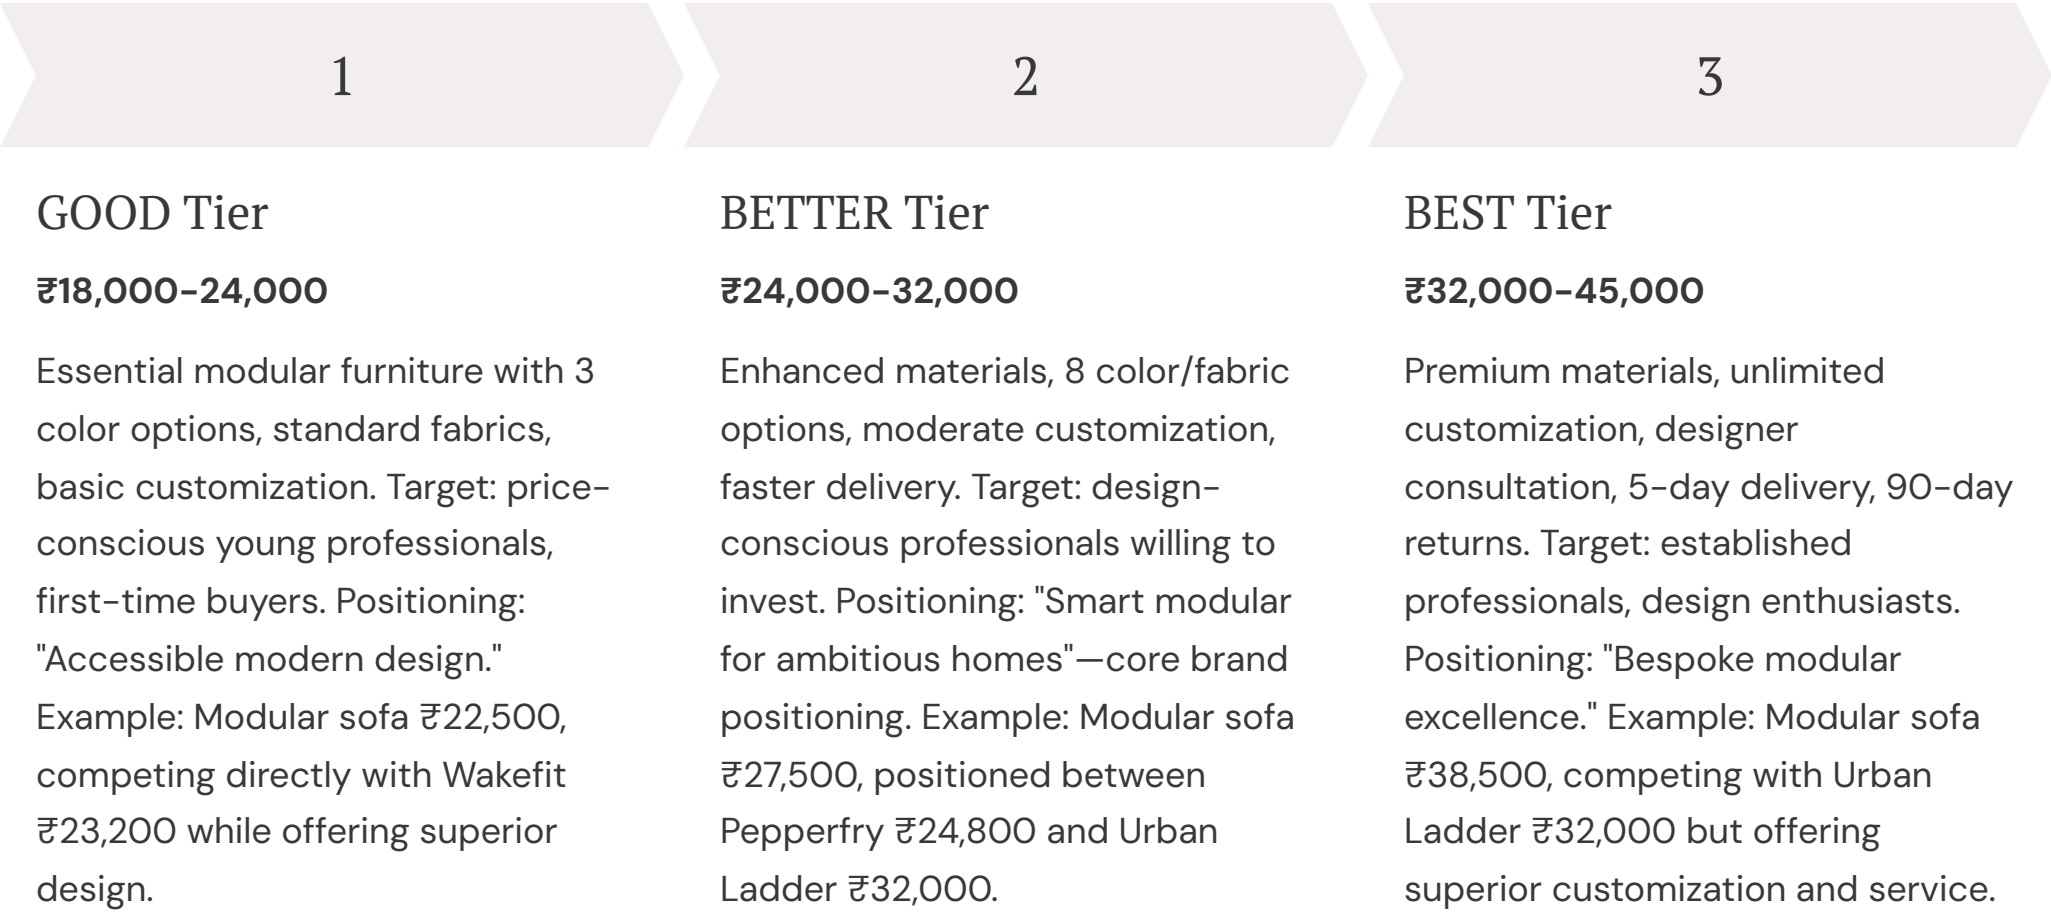 1
GOOD Tier
₹18,000-24,000
Essential modular furniture with 3
color options, standard fabrics,
basic customization. Target: price-
conscious young professionals,
first-time buyers. Positioning:
"Accessible modern design."
Example: Modular sofa ₹22,500,
competing directly with Wakefit
₹23,200 while offering superior
design.
2
BETTER Tier
₹24,000-32,000
Enhanced materials, 8 color/fabric
options, moderate customization,
faster delivery. Target: design-
conscious professionals willing to
invest. Positioning: "Smart modular
for ambitious homes"—core brand
positioning. Example: Modular sofa
₹27,500, positioned between
Pepperfry ₹24,800 and Urban
Ladder ₹32,000.
3
BEST Tier
₹32,000-45,000
Premium materials, unlimited
customization, designer
consultation, 5-day delivery, 90-day
returns. Target: established
professionals, design enthusiasts.
Positioning: "Bespoke modular
excellence." Example: Modular sofa
₹38,500, competing with Urban
Ladder ₹32,000 but offering
superior customization and service.